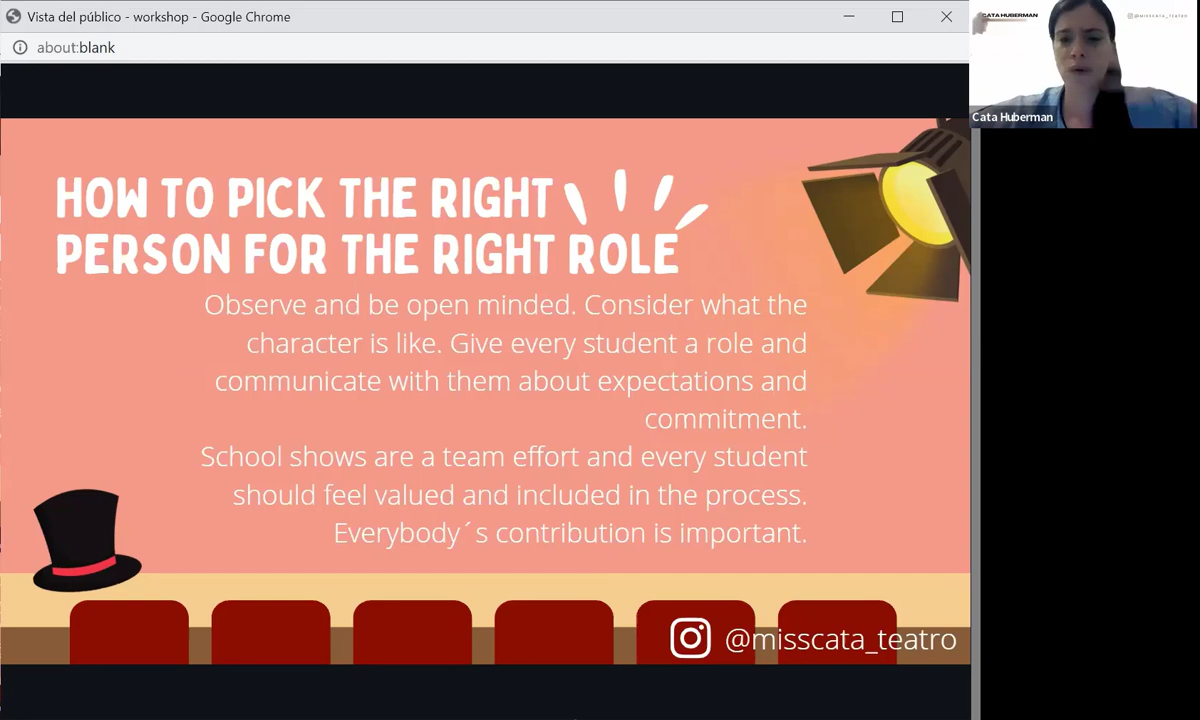 Vista del público - workshop - Google Chrome
about:blank
CATA HUBERMAN
@MISSCATA_TEATRO
Cata Huberman
HOW TO PICK THE RIGHT
PERSON FOR THE RIGHT ROLE
Observe and be open minded. Consider what the
character is like. Give every student a role and
communicate with them about expectations and
commitment.
School shows are a team effort and every student
should feel valued and included in the process.
Everybody´s contribution is important.
@misscata_teatro